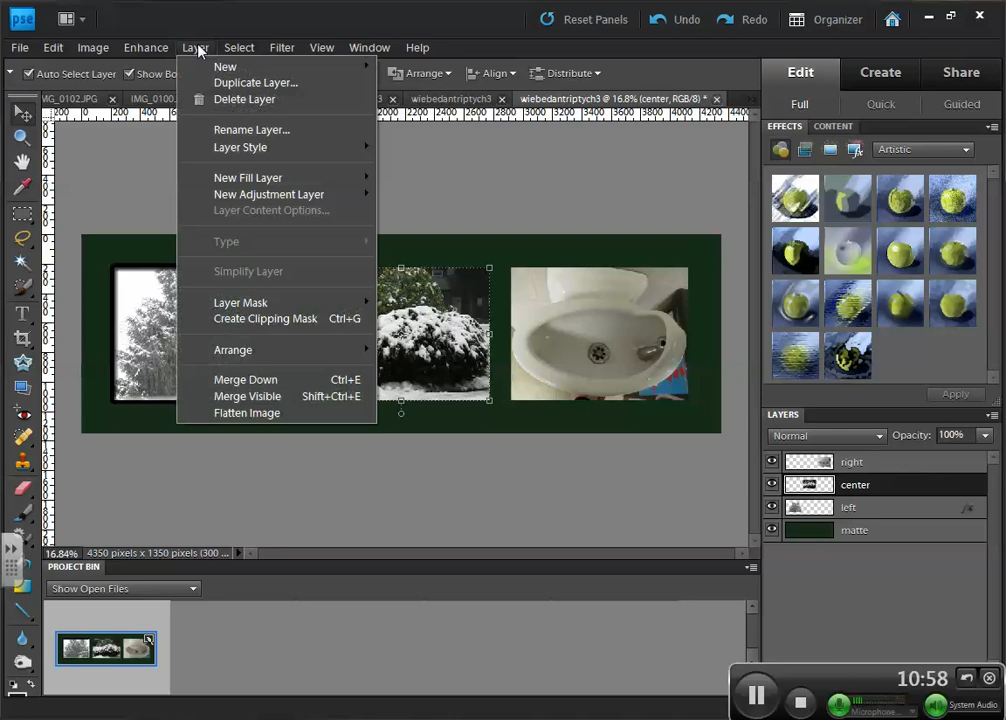 pse
Reset Panels
Undo
Redo
Organizer
File Edit Image Enhance Layer Select Filter View Window Help
Auto Select Layer Show Bo Arrange Align Distribute
Edit Create Share
IMG_0102.JPG IMG_0100. wiebedantriptych3 wiebedantriptych3 @ 16.8% (center, RGB/8) *
Full Quick Guided
EFFECTS CONTENT
Artistic
New
Duplicate Layer...
Delete Layer
Rename Layer...
Layer Style
New Fill Layer
New Adjustment Layer
Layer Content Options...
Type
Simplify Layer
Layer Mask
Create Clipping Mask Ctrl+G
Arrange
Merge Down Ctrl+E
Merge Visible Shift+Ctrl+E
Flatten Image
Apply
LAYERS
Normal Opacity: 100%
right
center
left fx
matte
16.84% 4350 pixels x 1350 pixels (300 ...
PROJECT BIN
Show Open Files
10:58
Microphone...
System Audio